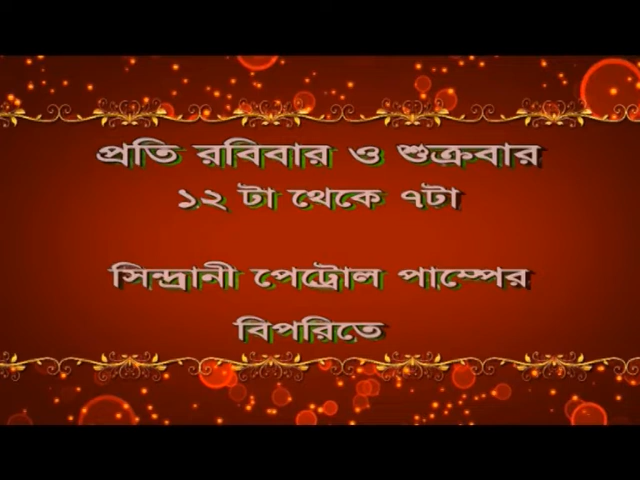 প্রতি রবিবার ও শুক্রবার
১২ টা থেকে ৭টা
সিন্দ্রানী পেট্রোল পাম্পের
বিপরিতে